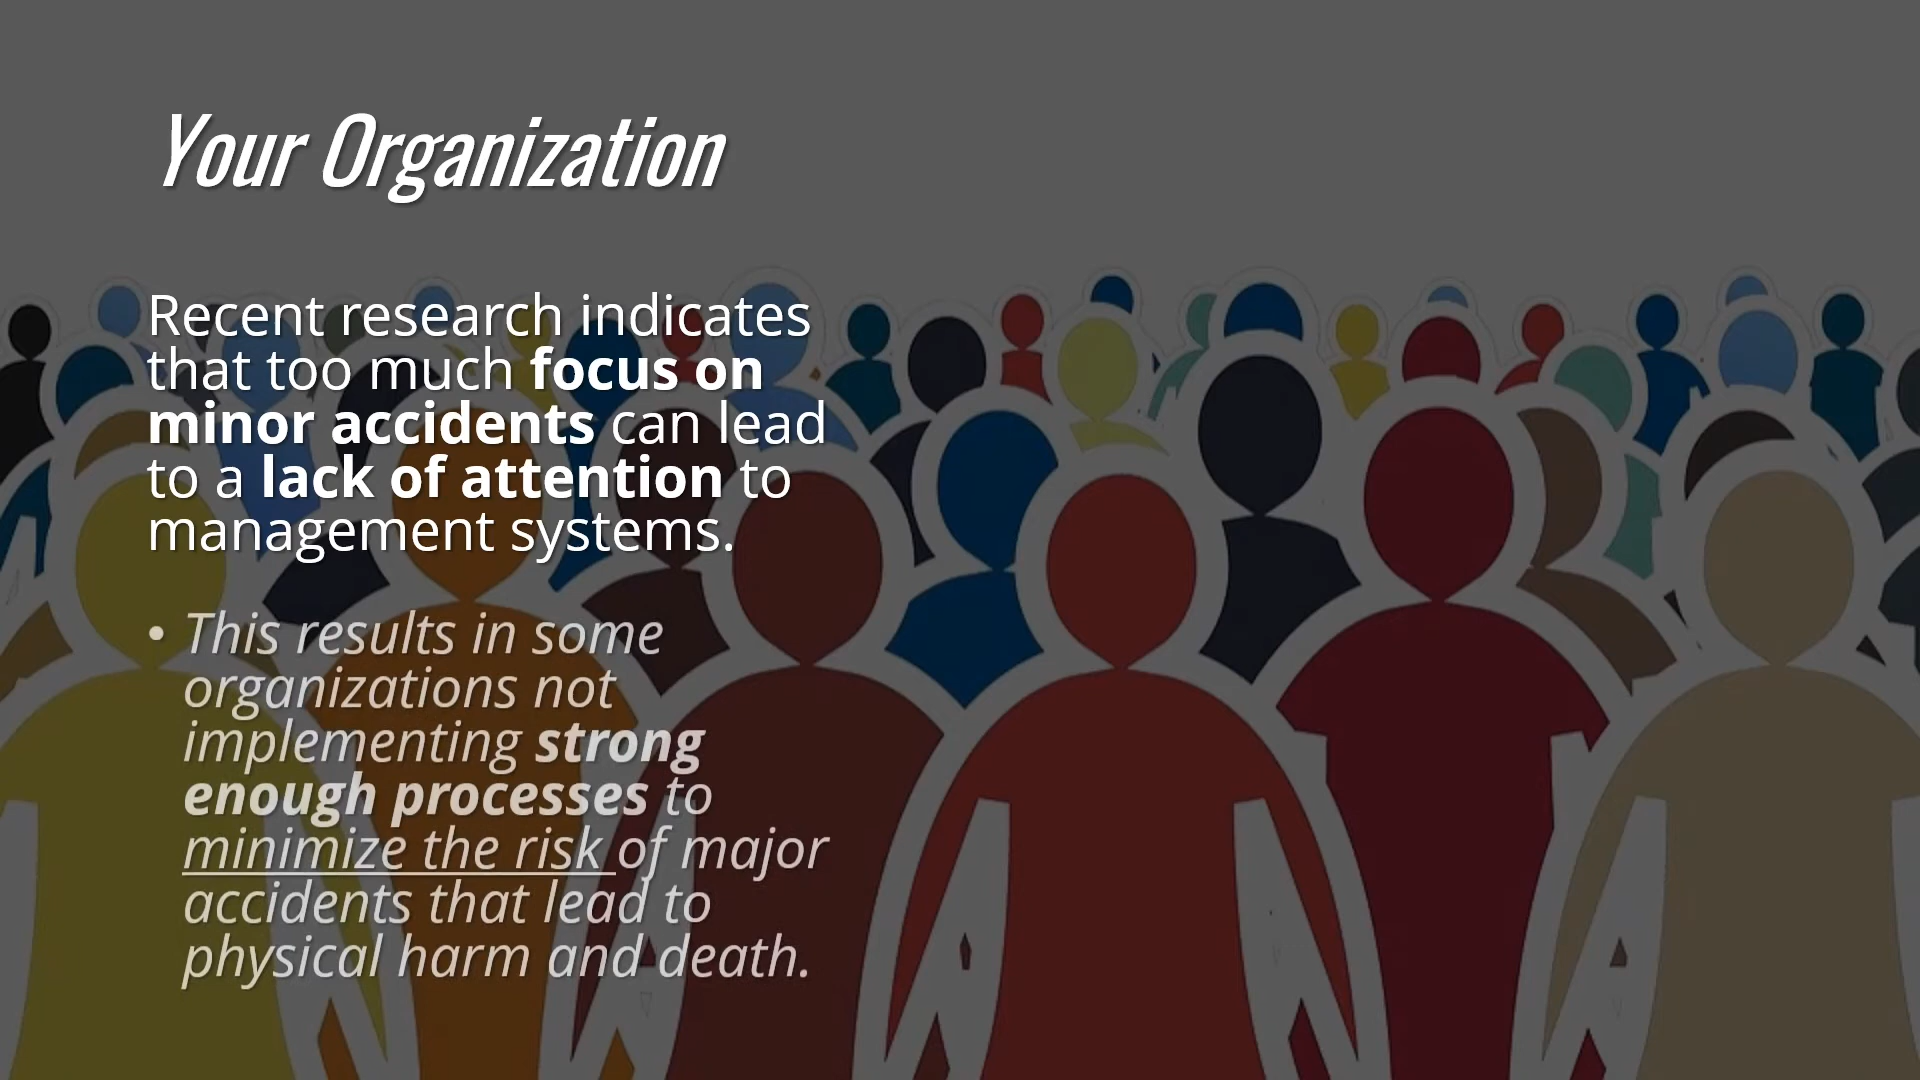 Your Organization
Recent research indicates
that too much focus on
minor accidents can lead
to a lack of attention to
management systems.
• This results in some
organizations not
implementing strong
enough processes to
minimize the risk of major
accidents that lead to
physical harm and death.